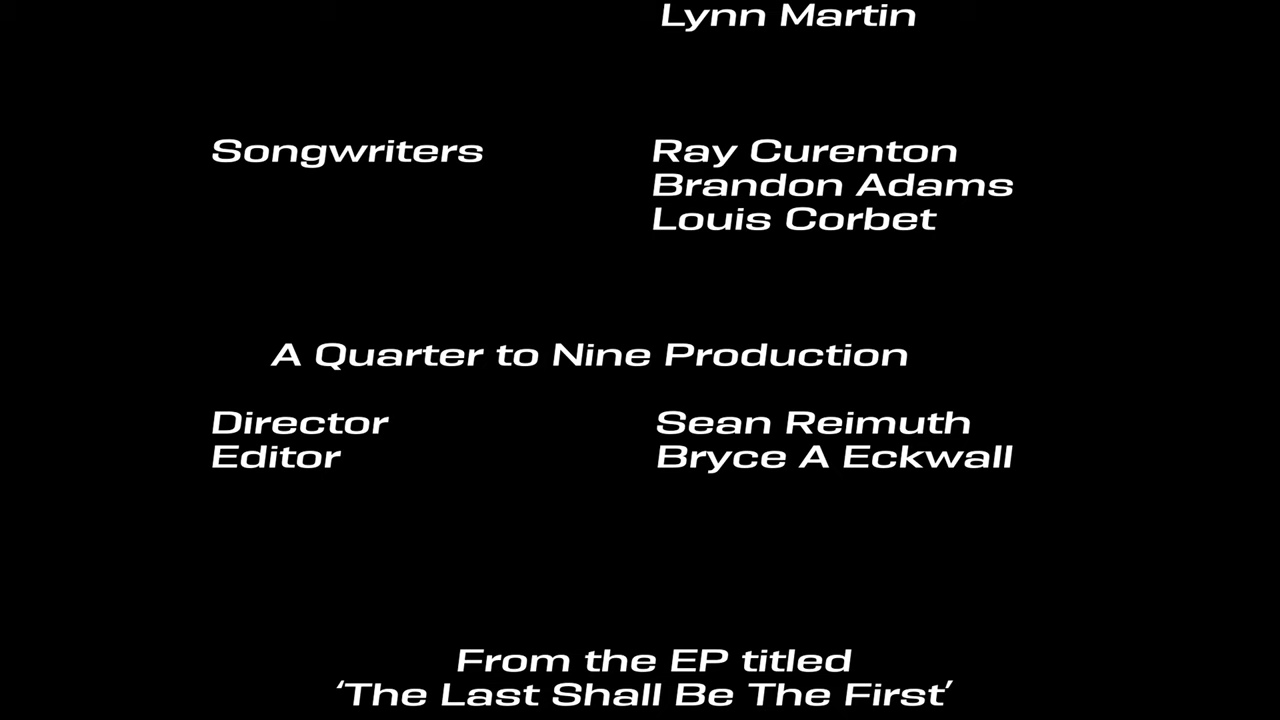 Lynn Martin
Songwriters Ray Curenton
Brandon Adams
Louis Corbet
A Quarter to Nine Production
Director Sean Reimuth
Editor Bryce A Eckwall
From the EP titled
‘The Last Shall Be The First’